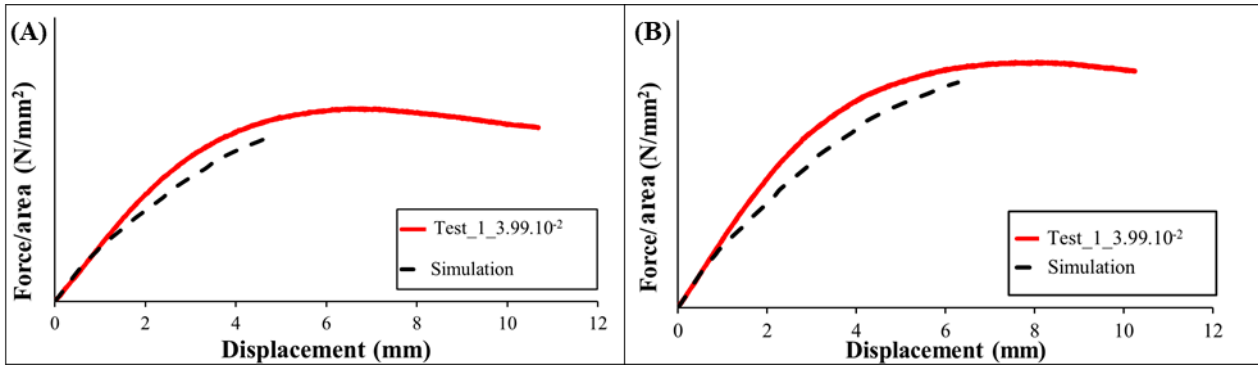 (A)
Force/area (N/mm²)
Test_1_3.99.10⁻²
Simulation
0 2 4 6 8 10 12
Displacement (mm)
(B)
Force/ area (N/mm²)
Test_1_3.99.10⁻²
Simulation
0 2 4 6 8 10 12
Displacement (mm)